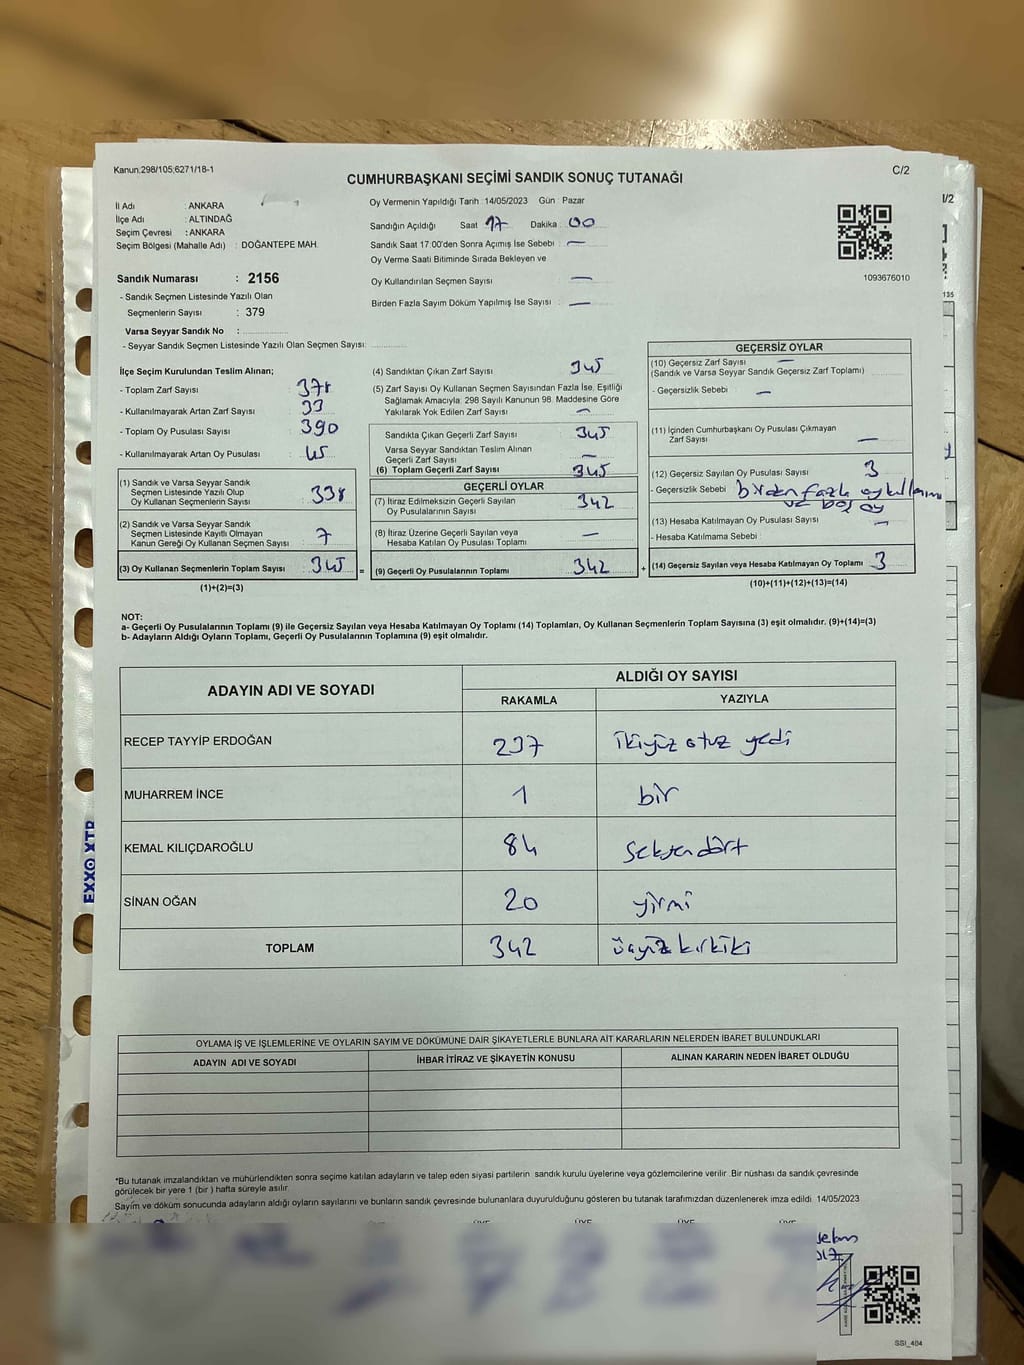 Kanun:298/105;6271/18-1
C/2
CUMHURBAŞKANI SEÇİMİ SANDIK SONUÇ TUTANAĞI
İl Adı : ANKARA
İlçe Adı : ALTINDAĞ
Seçim Çevresi : ANKARA
Seçim Bölgesi (Mahalle Adı) : DOĞANTEPE MAH.
Sandık Numarası : 2156
- Sandık Seçmen Listesinde Yazılı Olan
Seçmenlerin Sayısı : 379
Varsa Seyyar Sandık No :
- Seyyar Sandık Seçmen Listesinde Yazılı Olan Seçmen Sayısı:
Oy Vermenin Yapıldığı Tarih :14/05/2023 Gün : Pazar
Sandığın Açıldığı Saat 17 Dakika : 00
Sandık Saat 17:00'den Sonra Açımış İse Sebebi : —
Oy Verme Saati Bitiminde Sırada Bekleyen ve
Oy Kullandırılan Seçmen Sayısı —
Birden Fazla Sayım Döküm Yapılmış İse Sayısı : —
1093676010
İlçe Seçim Kurulundan Teslim Alınan;
- Toplam Zarf Sayısı : 378
- Kullanılmayarak Artan Zarf Sayısı : 33
- Toplam Oy Pusulası Sayısı : 390
- Kullanılmayarak Artan Oy Pusulası : 45
(1) Sandık ve Varsa Seyyar Sandık
Seçmen Listesinde Yazılı Olup
Oy Kullanan Seçmenlerin Sayısı : 338
(2) Sandık ve Varsa Seyyar Sandık
Seçmen Listesinde Kayıtlı Olmayan
Kanun Gereği Oy Kullanan Seçmen Sayısı : 7
(3) Oy Kullanan Seçmenlerin Toplam Sayısı : 345
(1)+(2)=(3)
(4) Sandıktan Çıkan Zarf Sayısı : 345
(5) Zarf Sayısı Oy Kullanan Seçmen Sayısından Fazla İse, Eşitliği
Sağlamak Amacıyla; 298 Sayılı Kanunun 98. Maddesine Göre
Yakılarak Yok Edilen Zarf Sayısı : —
Sandıkta Çıkan Geçerli Zarf Sayısı : 345
Varsa Seyyar Sandıktan Teslim Alınan
Geçerli Zarf Sayısı : —
(6) Toplam Geçerli Zarf Sayısı : 345
GEÇERLİ OYLAR
(7) İtiraz Edilmeksizin Geçerli Sayılan
Oy Pusulalarının Sayısı : 342
(8) İtiraz Üzerine Geçerli Sayılan veya
Hesaba Katılan Oy Pusulası Toplamı : —
= (9) Geçerli Oy Pusulalarının Toplamı : 342
GEÇERSİZ OYLAR
(10) Geçersiz Zarf Sayısı : —
(Sandık ve Varsa Seyyar Sandık Geçersiz Zarf Toplamı)
- Geçersizlik Sebebi : —
(11) İçinden Cumhurbaşkanı Oy Pusulası Çıkmayan
Zarf Sayısı : —
(12) Geçersiz Sayılan Oy Pusulası Sayısı : 3
- Geçersizlik Sebebi : birden fazla oy kullanımı
ve boş oy
(13) Hesaba Katılmayan Oy Pusulası Sayısı : —
- Hesaba Katılmama Sebebi :
+ (14) Geçersiz Sayılan veya Hesaba Katılmayan Oy Toplamı : 3
(10)+(11)+(12)+(13)=(14)
NOT:
a- Geçerli Oy Pusulalarının Toplamı (9) ile Geçersiz Sayılan veya Hesaba Katılmayan Oy Toplamı (14) Toplamları, Oy Kullanan Seçmenlerin Toplam Sayısına (3) eşit olmalıdır. (9)+(14)=(3)
b- Adayların Aldığı Oyların Toplamı, Geçerli Oy Pusulalarının Toplamına (9) eşit olmalıdır.
ADAYIN ADI VE SOYADI ALDIĞI OY SAYISI
RAKAMLA YAZIYLA
RECEP TAYYİP ERDOĞAN 237 ikiyüz otuz yedi
MUHARREM İNCE 1 bir
KEMAL KILIÇDAROĞLU 84 seksendört
SİNAN OĞAN 20 yirmi
TOPLAM 342 üçyüz kırkiki
OYLAMA İŞ VE İŞLEMLERİNE VE OYLARIN SAYIM VE DÖKÜMÜNE DAİR ŞİKAYETLERLE BUNLARA AİT KARARLARIN NELERDEN İBARET BULUNDUKLARI
ADAYIN ADI VE SOYADI İHBAR İTİRAZ VE ŞİKAYETİN KONUSU ALINAN KARARIN NEDEN İBARET OLDUĞU
*Bu tutanak imzalandıktan ve mühürlendikten sonra seçime katılan adayların ve talep eden siyasi partilerin sandık kurulu üyelerine veya gözlemcilerine verilir .Bir nüshası da sandık çevresinde
görülecek bir yere 1 (bir ) hafta süreyle asılır.
Sayım ve döküm sonucunda adayların aldığı oyların sayılarını ve bunların sandık çevresinde bulunanlara duyurulduğunu gösteren bu tutanak tarafımızdan düzenlenerek imza edildi 14/05/2023
ÜYE ÜYE ÜYE ÜYE
EXXO XTR
SSI_404